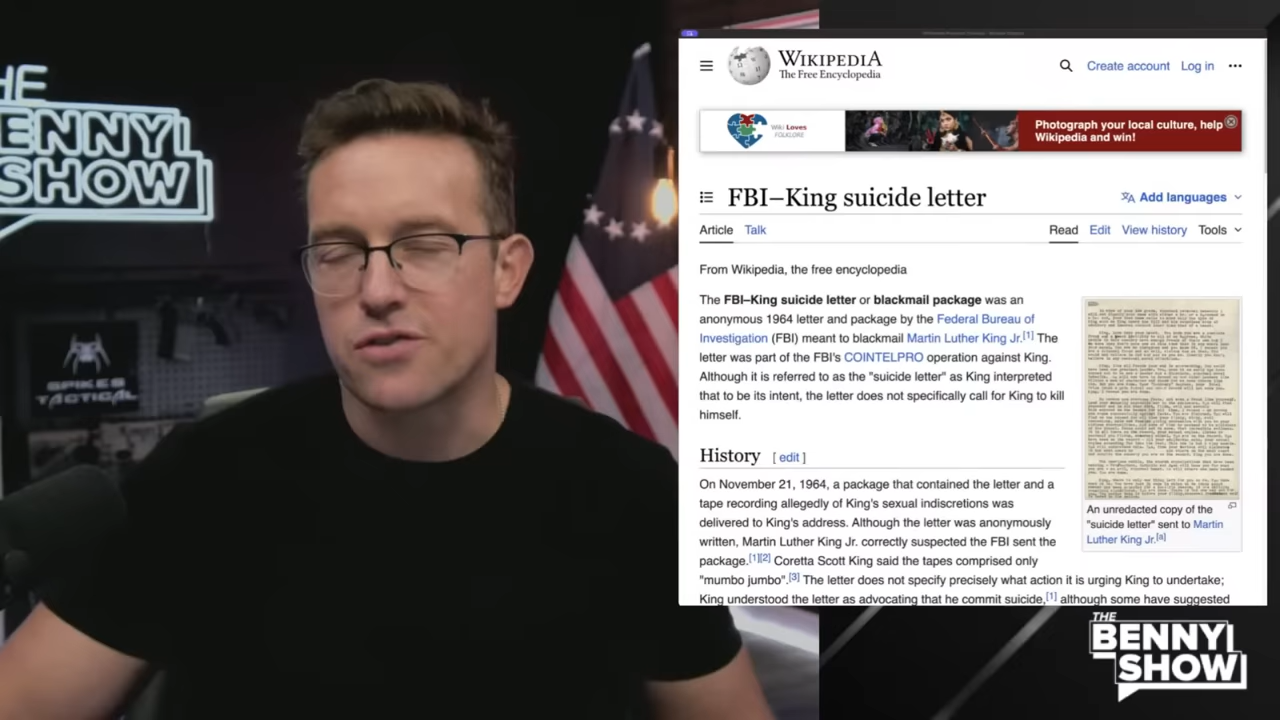 HE
ENNY
SHOW
SPIKES
TACTICAL
WIKIPEDIA
The Free Encyclopedia
Create account Log in
Wiki Loves
FOLKLORE
Photograph your local culture, help
Wikipedia and win!
FBI–King suicide letter
Add languages
Article Talk
Read Edit View history Tools
From Wikipedia, the free encyclopedia
The FBI–King suicide letter or blackmail package was an
anonymous 1964 letter and package by the Federal Bureau of
Investigation (FBI) meant to blackmail Martin Luther King Jr.[1] The
letter was part of the FBI's COINTELPRO operation against King.
Although it is referred to as the "suicide letter" as King interpreted
that to be its intent, the letter does not specifically call for King to kill
himself.
An unredacted copy of the
"suicide letter" sent to Martin
Luther King Jr.[a]
History [ edit ]
On November 21, 1964, a package that contained the letter and a
tape recording allegedly of King's sexual indiscretions was
delivered to King's address. Although the letter was anonymously
written, Martin Luther King Jr. correctly suspected the FBI sent the
package.[1][2] Coretta Scott King said the tapes comprised only
"mumbo jumbo".[3] The letter does not specify precisely what action it is urging King to undertake;
King understood the letter as advocating that he commit suicide,[1] although some have suggested
THE
BENNY
SHOW